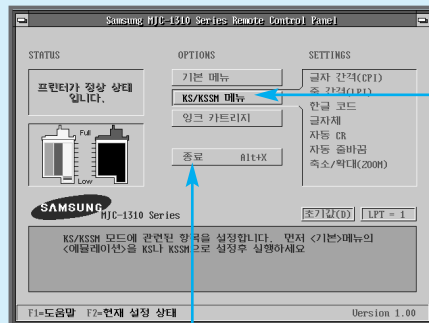 Samsung MJC-1310 Series Remote Control Panel
STATUS
OPTIONS
SETTINGS
프린터가 정상 상태
입니다.
Full
Low
기본 메뉴
KS/KSSM 메뉴
잉크 카트리지
종료 Alt+X
글자 간격(CPI)
줄 간격(LPI)
한글 코드
글자체
자동 CR
자동 줄바꿈
축소/확대(ZOOM)
SAMSUNG
MJC-1310 Series
초기값(D)
LPT = 1
KS/KSSM 모드에 관련된 항목을 설정합니다. 먼저 <기본>메뉴의
<에뮬레이션>을 KS나 KSSM으로 설정후 실행하세요
F1=도움말 F2=현재 설정 상태
Version 1.00